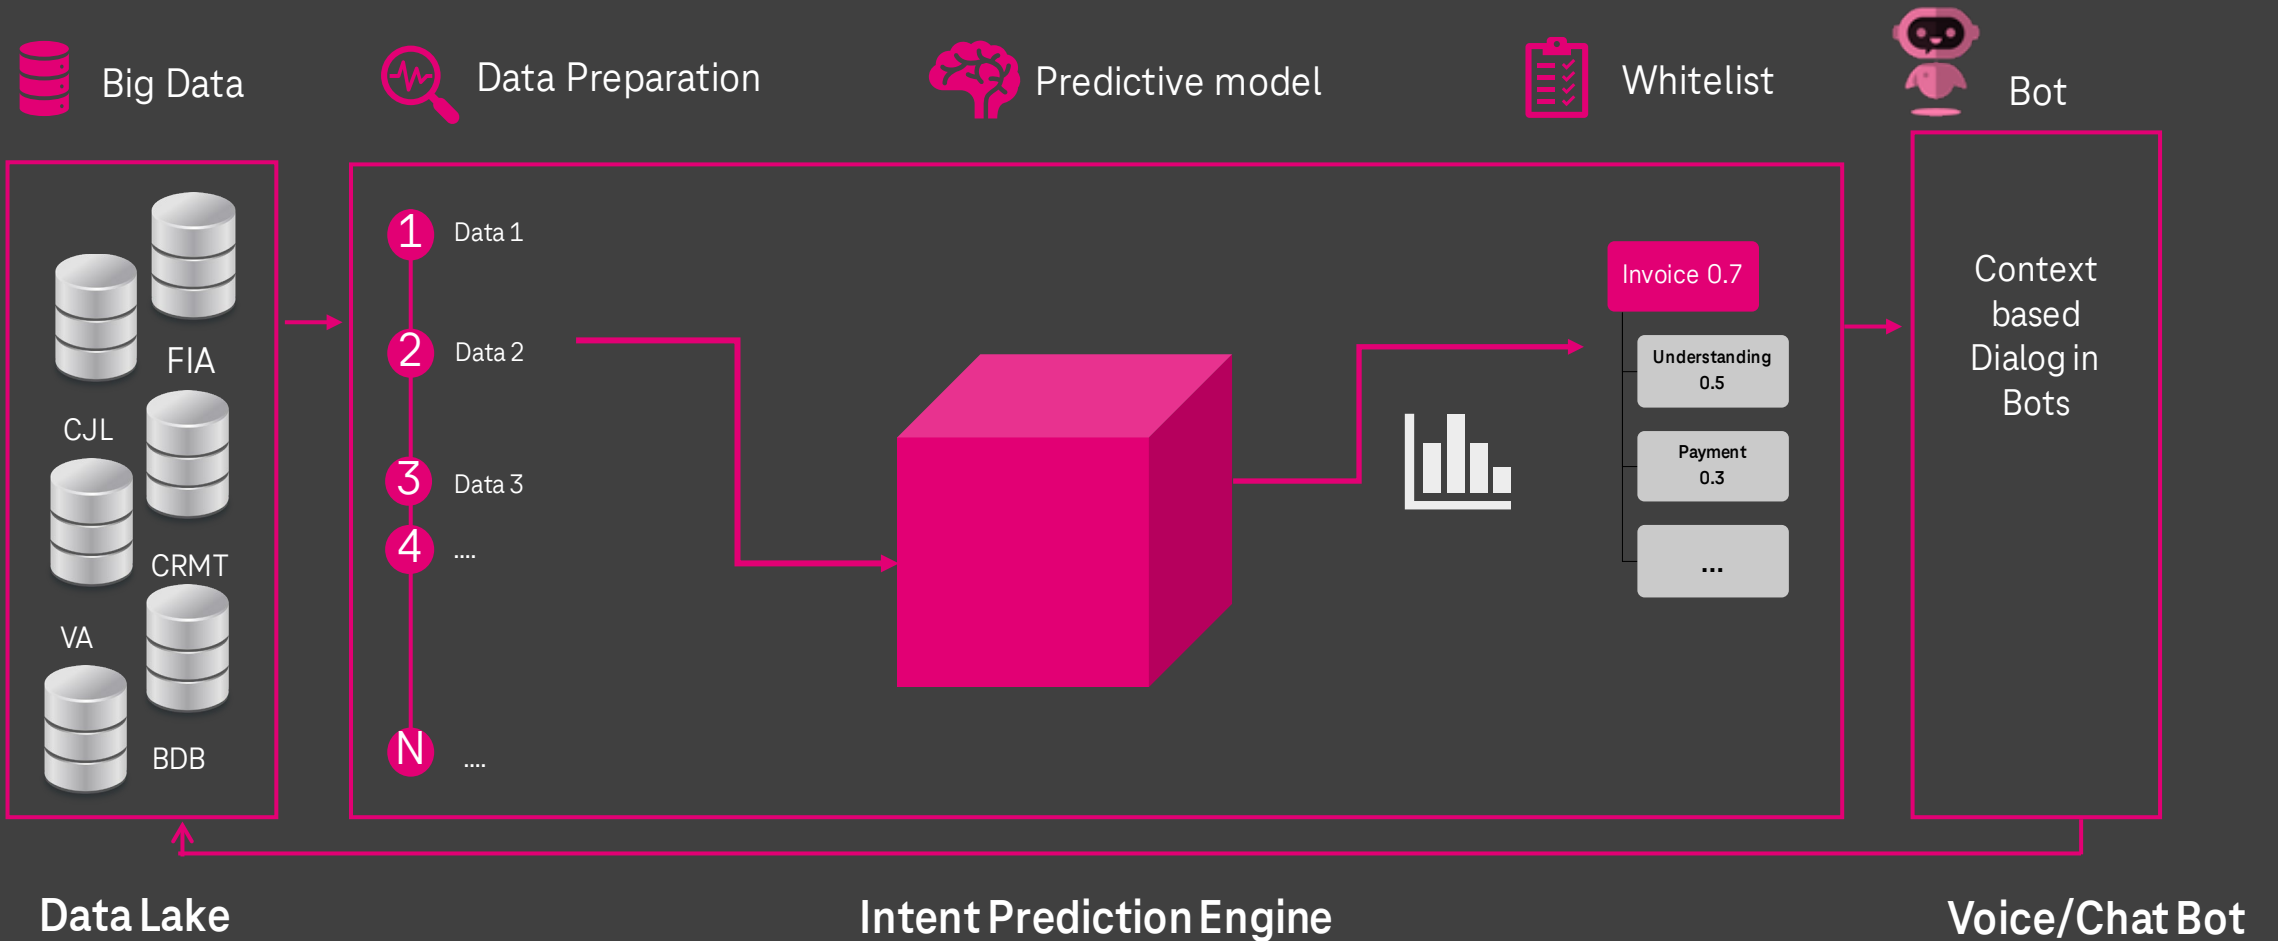 Big Data
Data Preparation
Predictive model
Whitelist
Bot
FIA
CJL
CRMT
VA
BDB
1
Data 1
2
Data 2
3
Data 3
4
....
N
....
Invoice 0.7
Understanding
0.5
Payment
0.3
...
Context
based
Dialog in
Bots
Data Lake
Intent Prediction Engine
Voice/Chat Bot